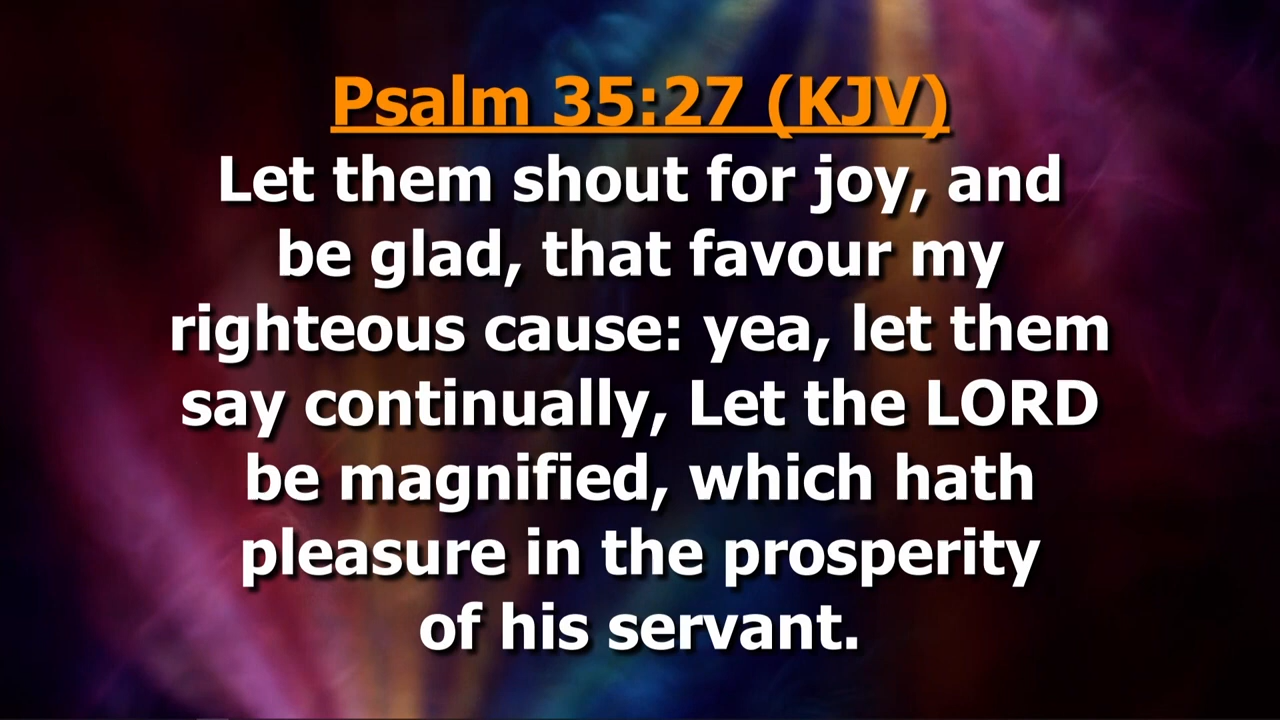 Psalm 35:27 (KJV)
Let them shout for joy, and
be glad, that favour my
righteous cause: yea, let them
say continually, Let the LORD
be magnified, which hath
pleasure in the prosperity
of his servant.